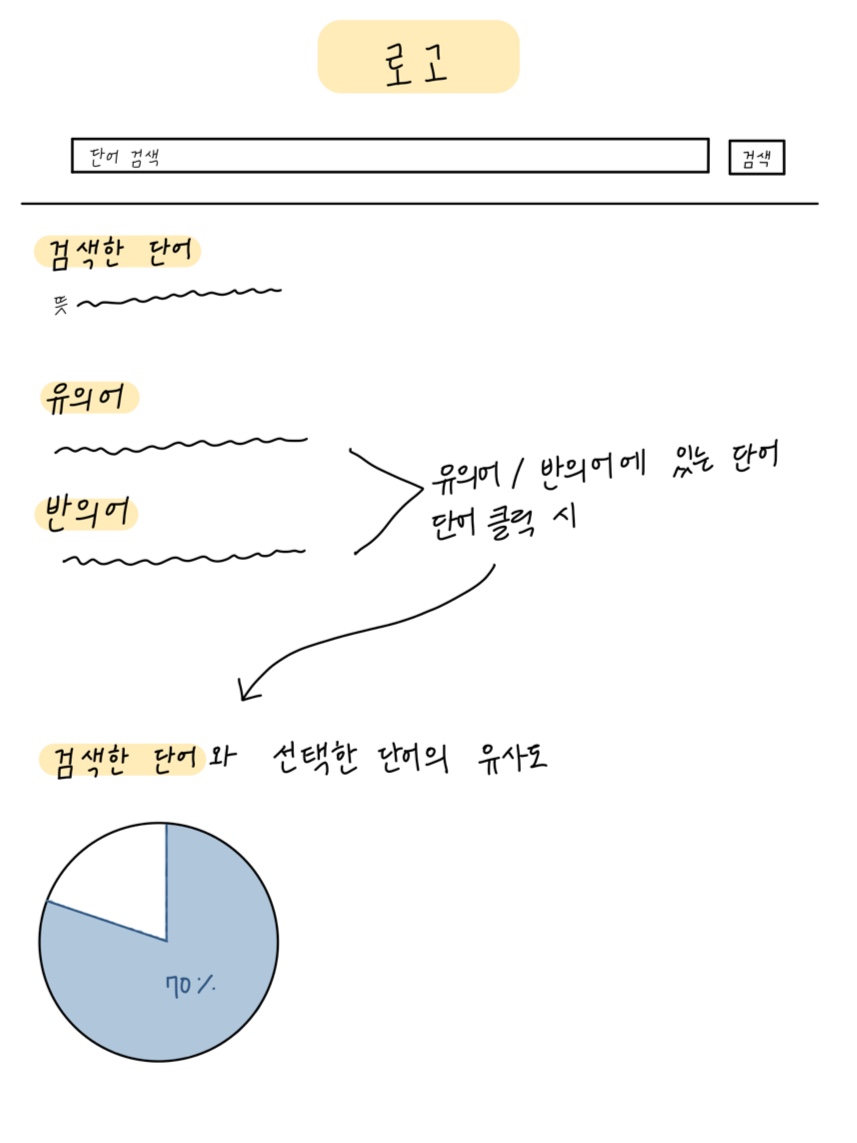 로고
단어 검색
검색
검색한 단어
뜻
유의어
유의어 / 반의어에 있는 단어
반의어
단어 클릭 시
검색한 단어와 선택한 단어의 유사도
70%